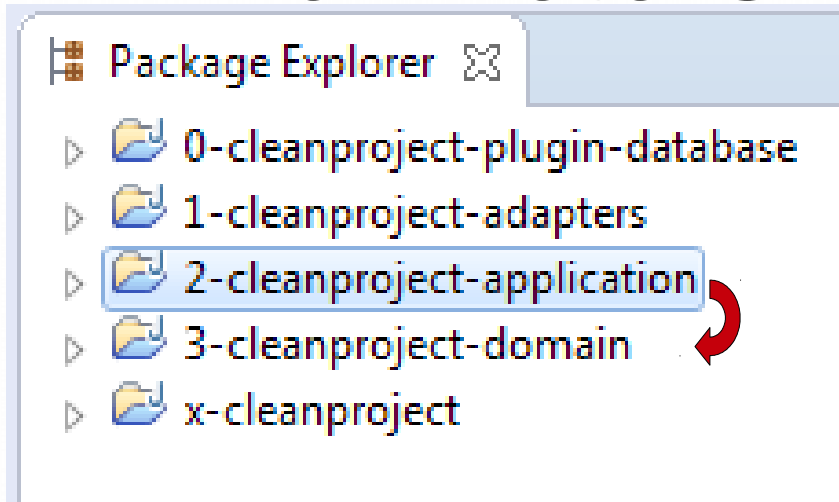 Package Explorer
0-cleanproject-plugin-database
1-cleanproject-adapters
2-cleanproject-application
3-cleanproject-domain
x-cleanproject